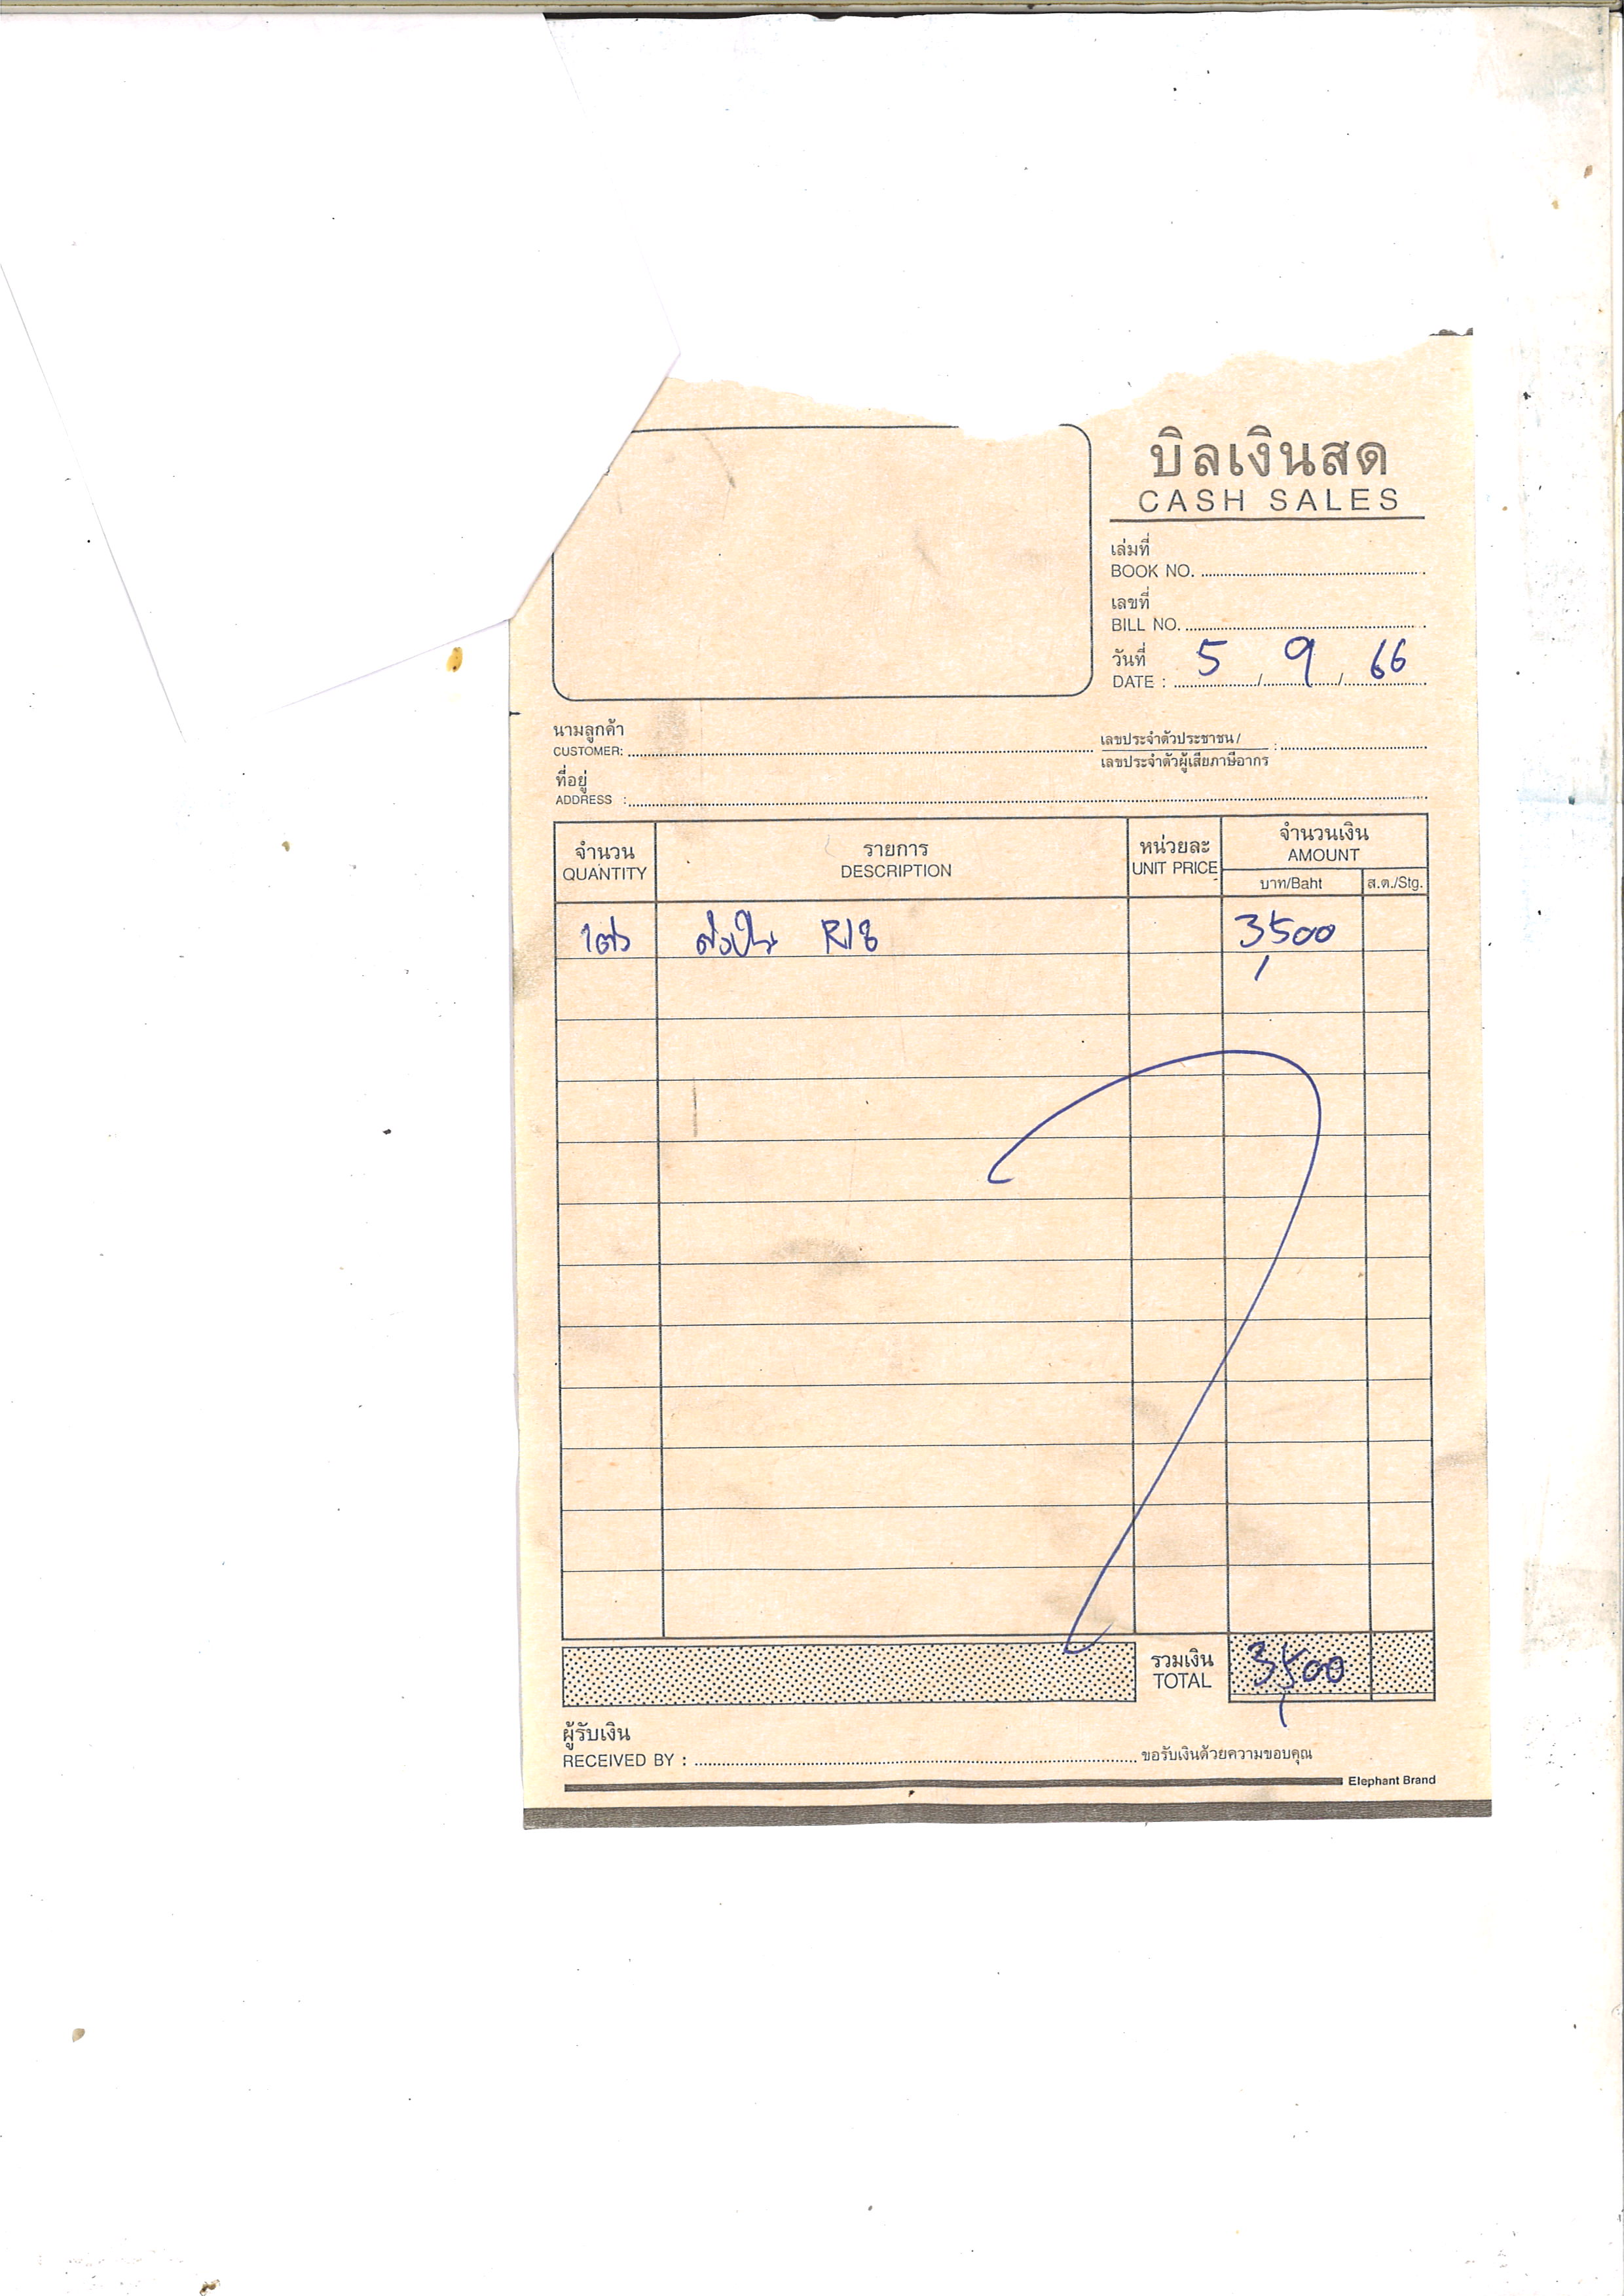 บิลเงินสด
CASH SALES
เล่มที่
BOOK NO.
เลขที่
BILL NO.
วันที่
DATE : 5 / 9 / 66
นามลูกค้า
CUSTOMER:
เลขประจำตัวประชาชน / :
เลขประจำตัวผู้เสียภาษีอากร
ที่อยู่
ADDRESS :
จำนวน รายการ หน่วยละ จำนวนเงิน
QUANTITY DESCRIPTION UNIT PRICE AMOUNT
บาท/Baht ส.ต./Stg.
R18 3500
รวมเงิน
TOTAL 3500
ผู้รับเงิน
RECEIVED BY : ขอรับเงินด้วยความขอบคุณ
Elephant Brand